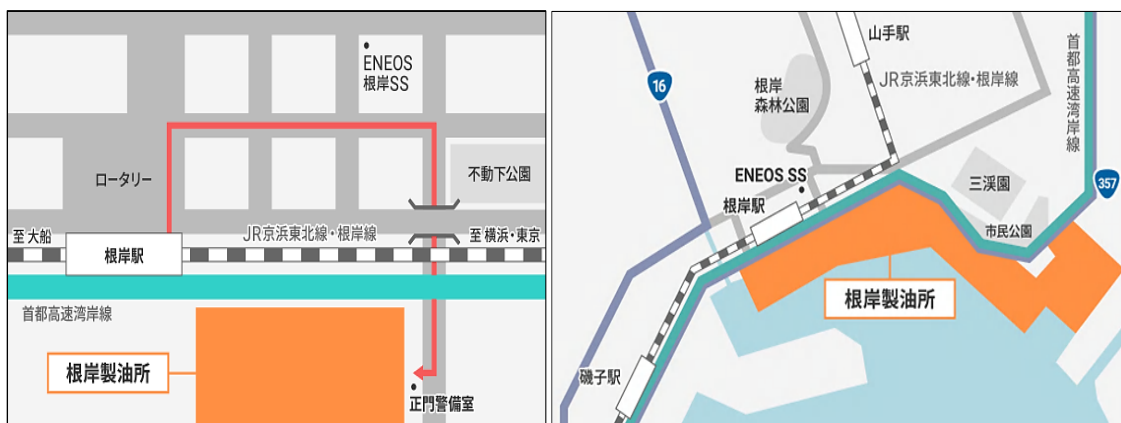 ENEOS
根岸SS
ロータリー
不動下公園
至 大船
JR京浜東北線・根岸線
至 横浜・東京
根岸駅
首都高速湾岸線
根岸製油所
正門警備室
山手駅
16
根岸
森林公園
JR京浜東北線・根岸線
首都高速湾岸線
ENEOS SS
三渓園
357
根岸駅
市民公園
根岸製油所
磯子駅